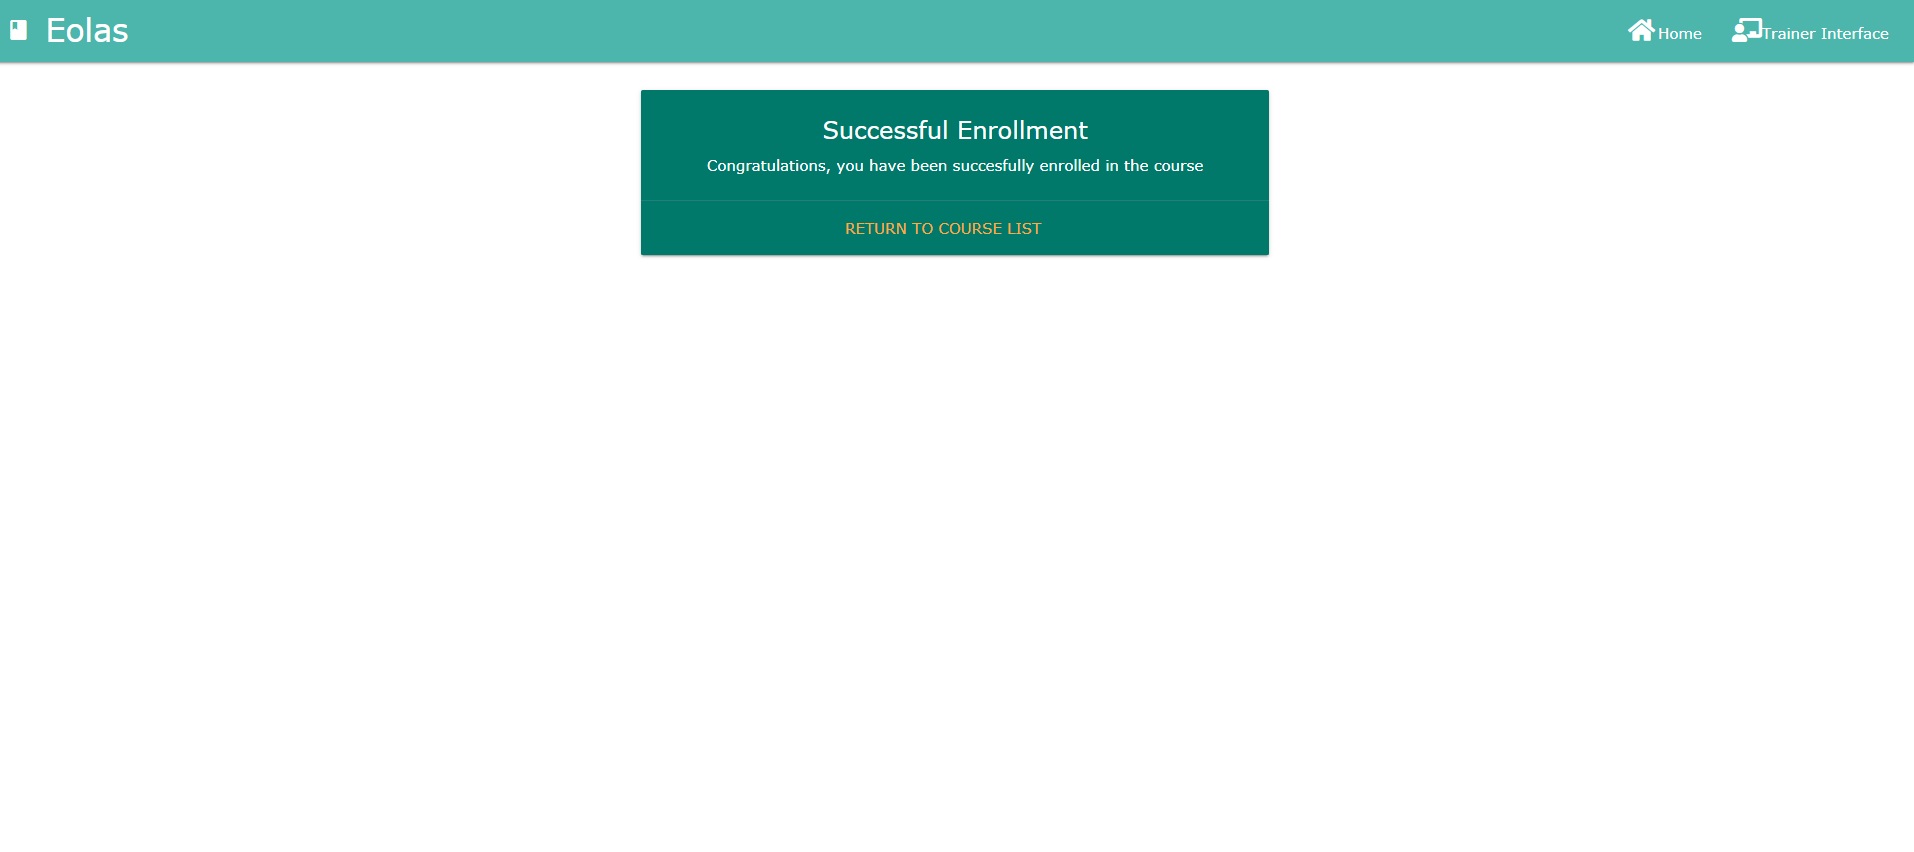 Eolas
Home
Trainer Interface
Successful Enrollment
Congratulations, you have been succesfully enrolled in the course
RETURN TO COURSE LIST